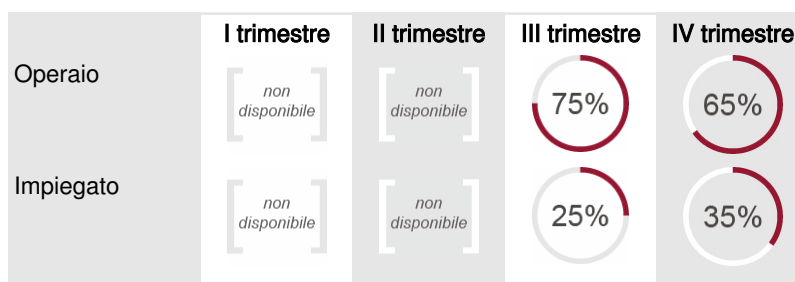 I trimestre II trimestre III trimestre IV trimestre
Operaio
non disponibile
non disponibile
75%
65%
Impiegato
non disponibile
non disponibile
25%
35%